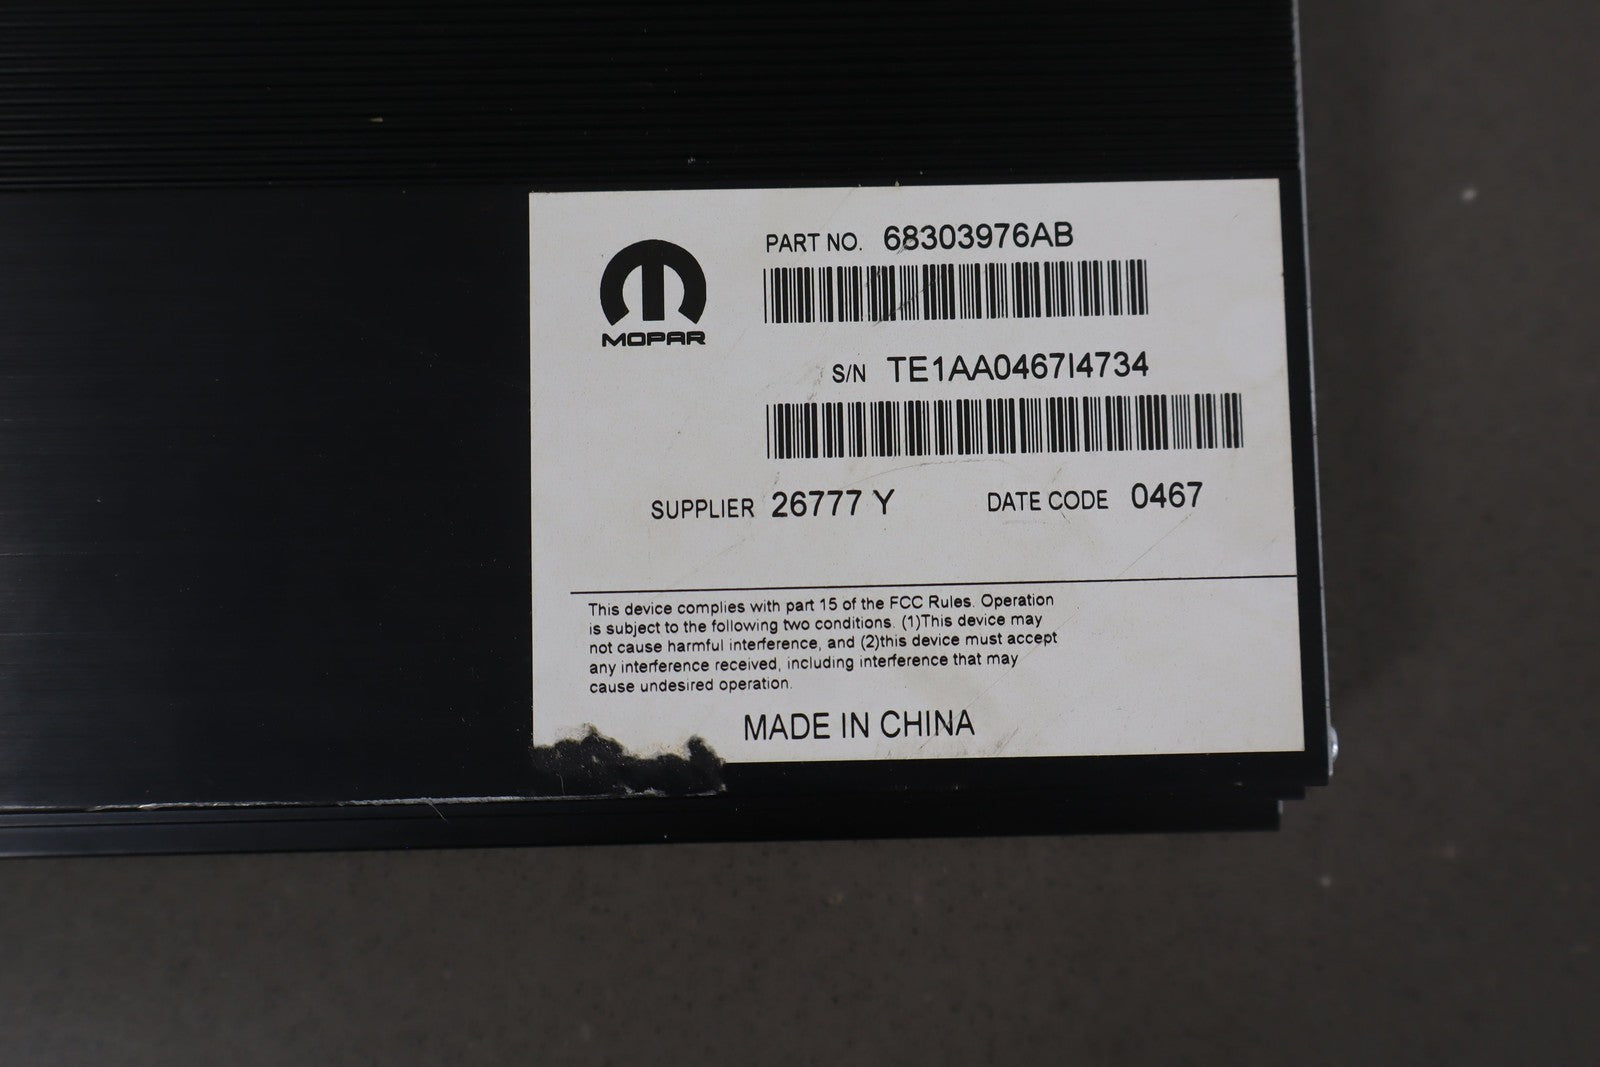 PART NO. 68303976AB
MOPAR
S/N TE1AA0467I4734
SUPPLIER 26777 Y DATE CODE 0467
This device complies with part 15 of the FCC Rules. Operation
is subject to the following two conditions. (1)This device may
not cause harmful interference, and (2)this device must accept
any interference received, including interference that may
cause undesired operation.
MADE IN CHINA